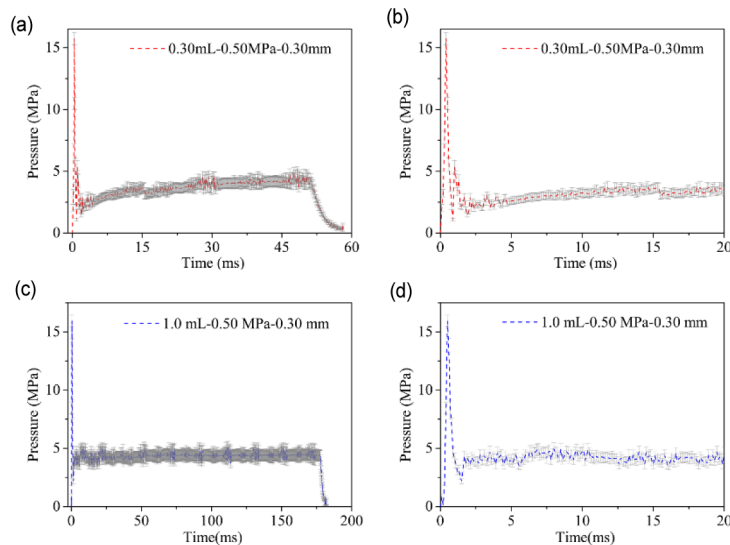 (a)
0.30mL-0.50MPa-0.30mm
Pressure (MPa)
15
10
5
0
0 15 30 45 60
Time (ms)
(b)
0.30mL-0.50MPa-0.30mm
Pressure (MPa)
15
10
5
0
0 5 10 15 20
Time (ms)
(c)
1.0 mL-0.50 MPa-0.30 mm
Pressure (MPa)
15
10
5
0
0 50 100 150 200
Time(ms)
(d)
1.0 mL-0.50 MPa-0.30 mm
Pressure (MPa)
15
10
5
0
0 5 10 15 20
Time(ms)